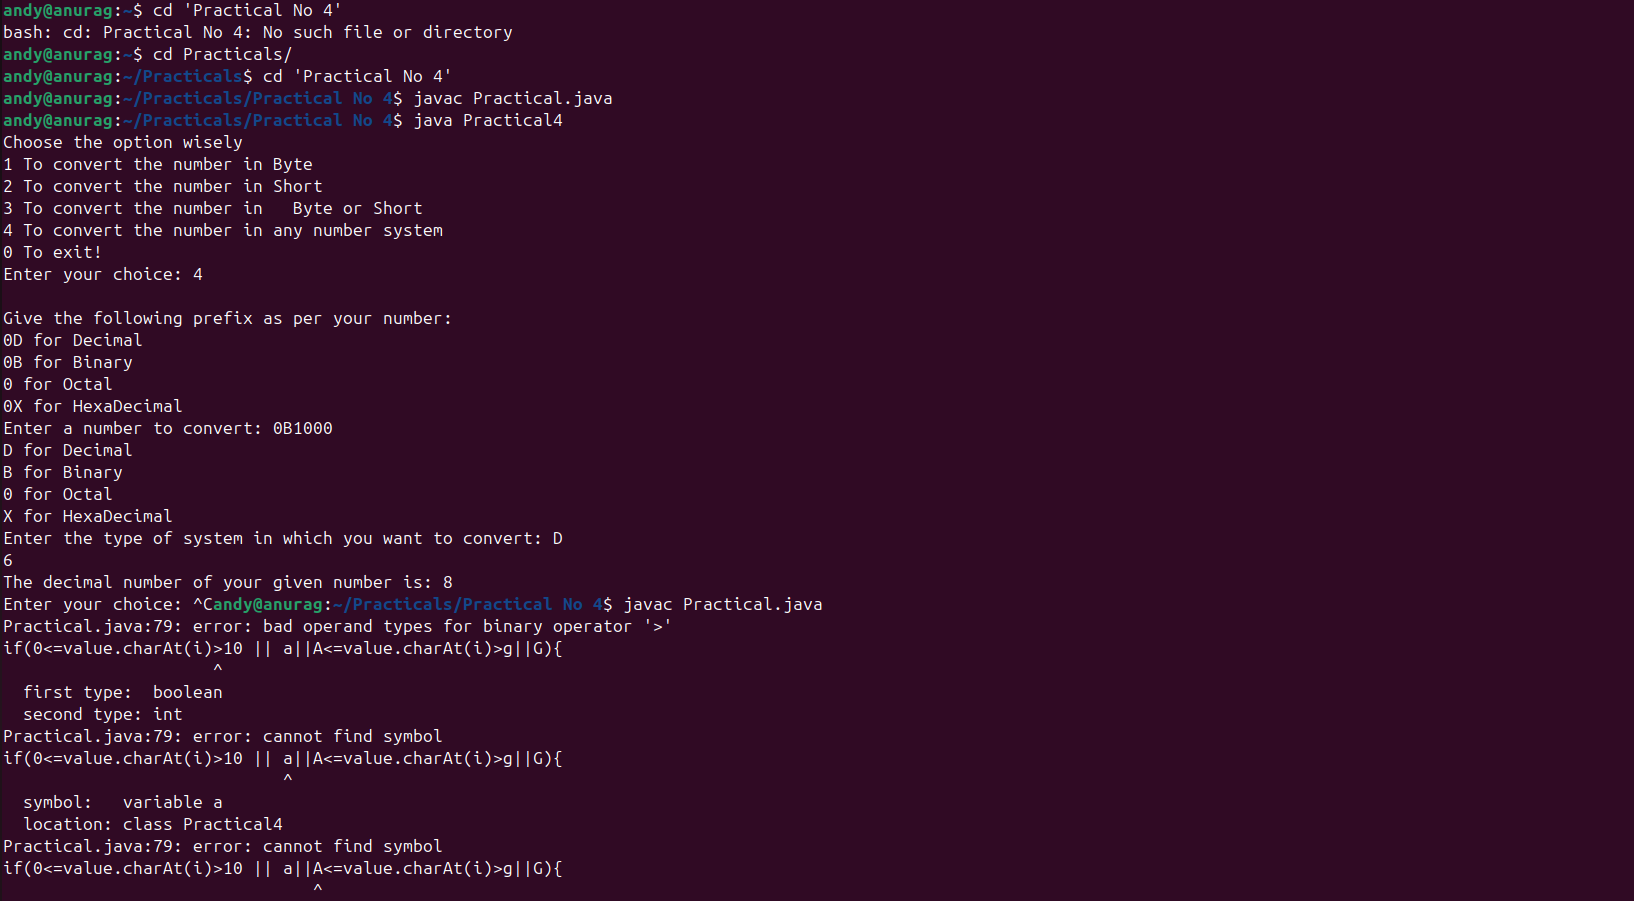 andy@anurag:~$ cd 'Practical No 4'
bash: cd: Practical No 4: No such file or directory
andy@anurag:~$ cd Practicals/
andy@anurag:~/Practicals$ cd 'Practical No 4'
andy@anurag:~/Practicals/Practical No 4$ javac Practical.java
andy@anurag:~/Practicals/Practical No 4$ java Practical4
Choose the option wisely
1 To convert the number in Byte
2 To convert the number in Short
3 To convert the number in   Byte or Short
4 To convert the number in any number system
0 To exit!
Enter your choice: 4

Give the following prefix as per your number:
0D for Decimal
0B for Binary
0 for Octal
0X for HexaDecimal
Enter a number to convert: 0B1000
D for Decimal
B for Binary
0 for Octal
X for HexaDecimal
Enter the type of system in which you want to convert: D
6
The decimal number of your given number is: 8
Enter your choice: ^Candy@anurag:~/Practicals/Practical No 4$ javac Practical.java
Practical.java:79: error: bad operand types for binary operator '>'
if(0<=value.charAt(i)>10 || a||A<=value.charAt(i)>g||G){
                     ^
  first type:  boolean
  second type: int
Practical.java:79: error: cannot find symbol
if(0<=value.charAt(i)>10 || a||A<=value.charAt(i)>g||G){
                            ^
  symbol:   variable a
  location: class Practical4
Practical.java:79: error: cannot find symbol
if(0<=value.charAt(i)>10 || a||A<=value.charAt(i)>g||G){
                               ^